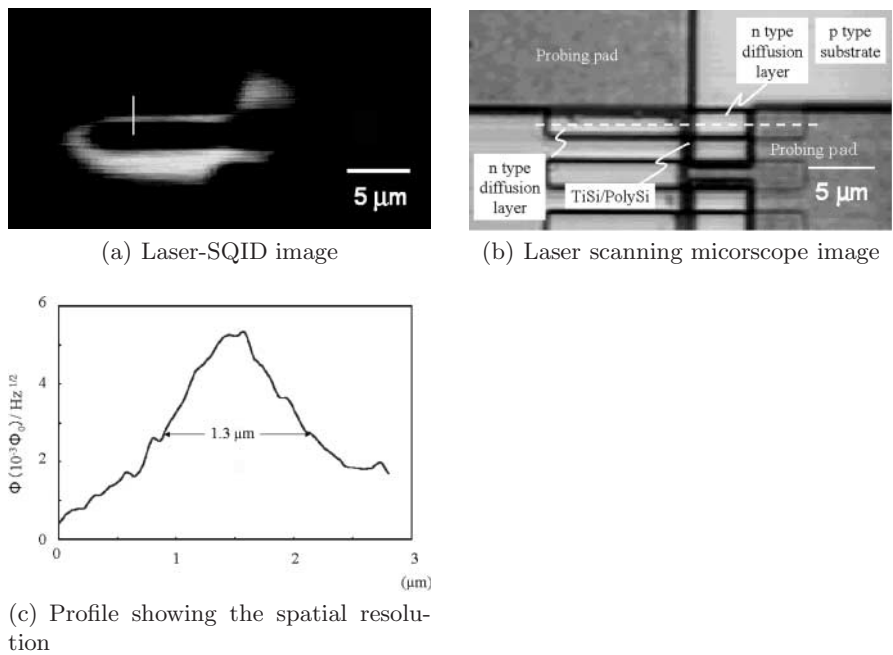 5 μm
(a) Laser-SQID image
n type
diffusion
layer
p type
substrate
Probing pad
Probing pad
n type
diffusion
layer
TiSi/PolySi
5 μm
(b) Laser scanning micorscope image
6
4
2
0
Φ (10⁻³Φ₀) / Hz ¹/²
1.3 μm
0
1
2
3
(μm)
(c) Profile showing the spatial resolu-
tion